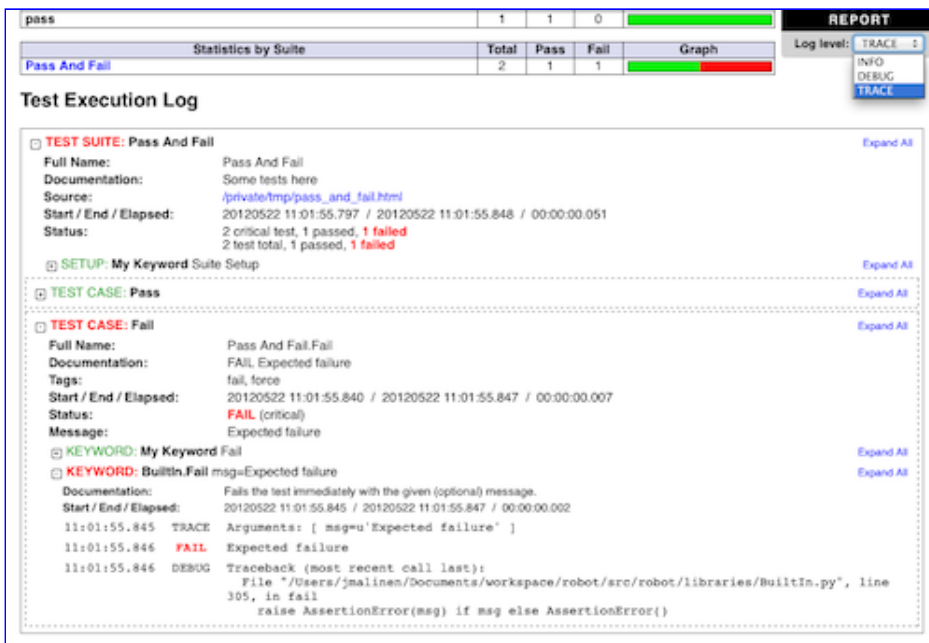 pass 1 1 0
REPORT
Log level: TRACE
INFO
DEBUG
TRACE
Statistics by Suite Total Pass Fail Graph
Pass And Fail 2 1 1
Test Execution Log
TEST SUITE: Pass And Fail Expand All
Full Name: Pass And Fail
Documentation: Some tests here
Source: /private/tmp/pass_and_fail.html
Start / End / Elapsed: 20120522 11:01:55.797 / 20120522 11:01:55.848 / 00:00:00.051
Status: 2 critical test, 1 passed, 1 failed
2 test total, 1 passed, 1 failed
SETUP: My Keyword Suite Setup Expand All
TEST CASE: Pass Expand All
TEST CASE: Fail Expand All
Full Name: Pass And Fail.Fail
Documentation: FAIL Expected failure
Tags: fail, force
Start / End / Elapsed: 20120522 11:01:55.840 / 20120522 11:01:55.847 / 00:00:00.007
Status: FAIL (critical)
Message: Expected failure
KEYWORD: My Keyword Fail Expand All
KEYWORD: BuiltIn.Fail msg=Expected failure Expand All
Documentation: Fails the test immediately with the given (optional) message.
Start / End / Elapsed: 20120522 11:01:55.845 / 20120522 11:01:55.847 / 00:00:00.002
11:01:55.845 TRACE Arguments: [ msg=u'Expected failure' ]
11:01:55.846 FAIL Expected failure
11:01:55.846 DEBUG Traceback (most recent call last):
File "/Users/jmalinen/Documents/workspace/robot/src/robot/libraries/BuiltIn.py", line
305, in fail
raise AssertionError(msg) if msg else AssertionError()